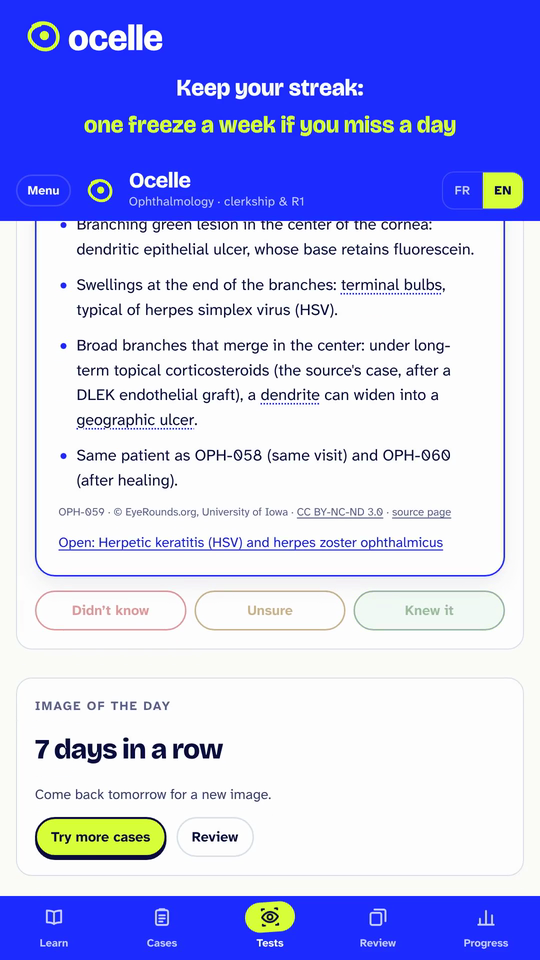 ocelle
Keep your streak:
one freeze a week if you miss a day
Menu
Ocelle
Ophthalmology · clerkship & R1
FR
EN
Branching green lesion in the center of the cornea:
dendritic epithelial ulcer, whose base retains fluorescein.
Swellings at the end of the branches: terminal bulbs,
typical of herpes simplex virus (HSV).
Broad branches that merge in the center: under long-
term topical corticosteroids (the source's case, after a
DLEK endothelial graft), a dendrite can widen into a
geographic ulcer.
Same patient as OPH-058 (same visit) and OPH-060
(after healing).
OPH-059 · © EyeRounds.org, University of Iowa · CC BY-NC-ND 3.0 · source page
Open: Herpetic keratitis (HSV) and herpes zoster ophthalmicus
Didn't know
Unsure
Knew it
IMAGE OF THE DAY
7 days in a row
Come back tomorrow for a new image.
Try more cases
Review
Learn
Cases
Tests
Review
Progress